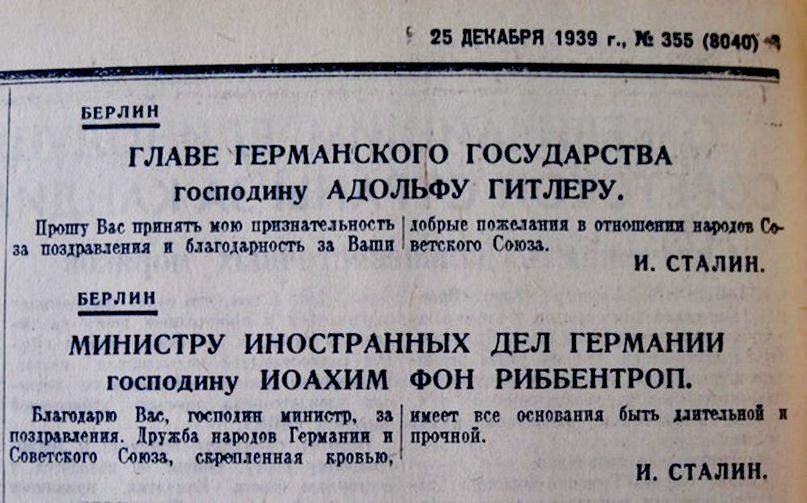 25 ДЕКАБРЯ 1939 г., № 355 (8040)
БЕРЛИН
ГЛАВЕ ГЕРМАНСКОГО ГОСУДАРСТВА
господину АДОЛЬФУ ГИТЛЕРУ.
Прошу Вас принять мою признательность
за поздравления и благодарность за Ваши
добрые пожелания в отношении народов Со-
ветского Союза.
И. СТАЛИН.
БЕРЛИН
МИНИСТРУ ИНОСТРАННЫХ ДЕЛ ГЕРМАНИИ
господину ИОАХИМ ФОН РИББЕНТРОП.
Благодарю Вас, господин министр, за
поздравления. Дружба народов Германии и
Советского Союза, скрепленная кровью,
имеет все основания быть длительной и
прочной.
И. СТАЛИН.